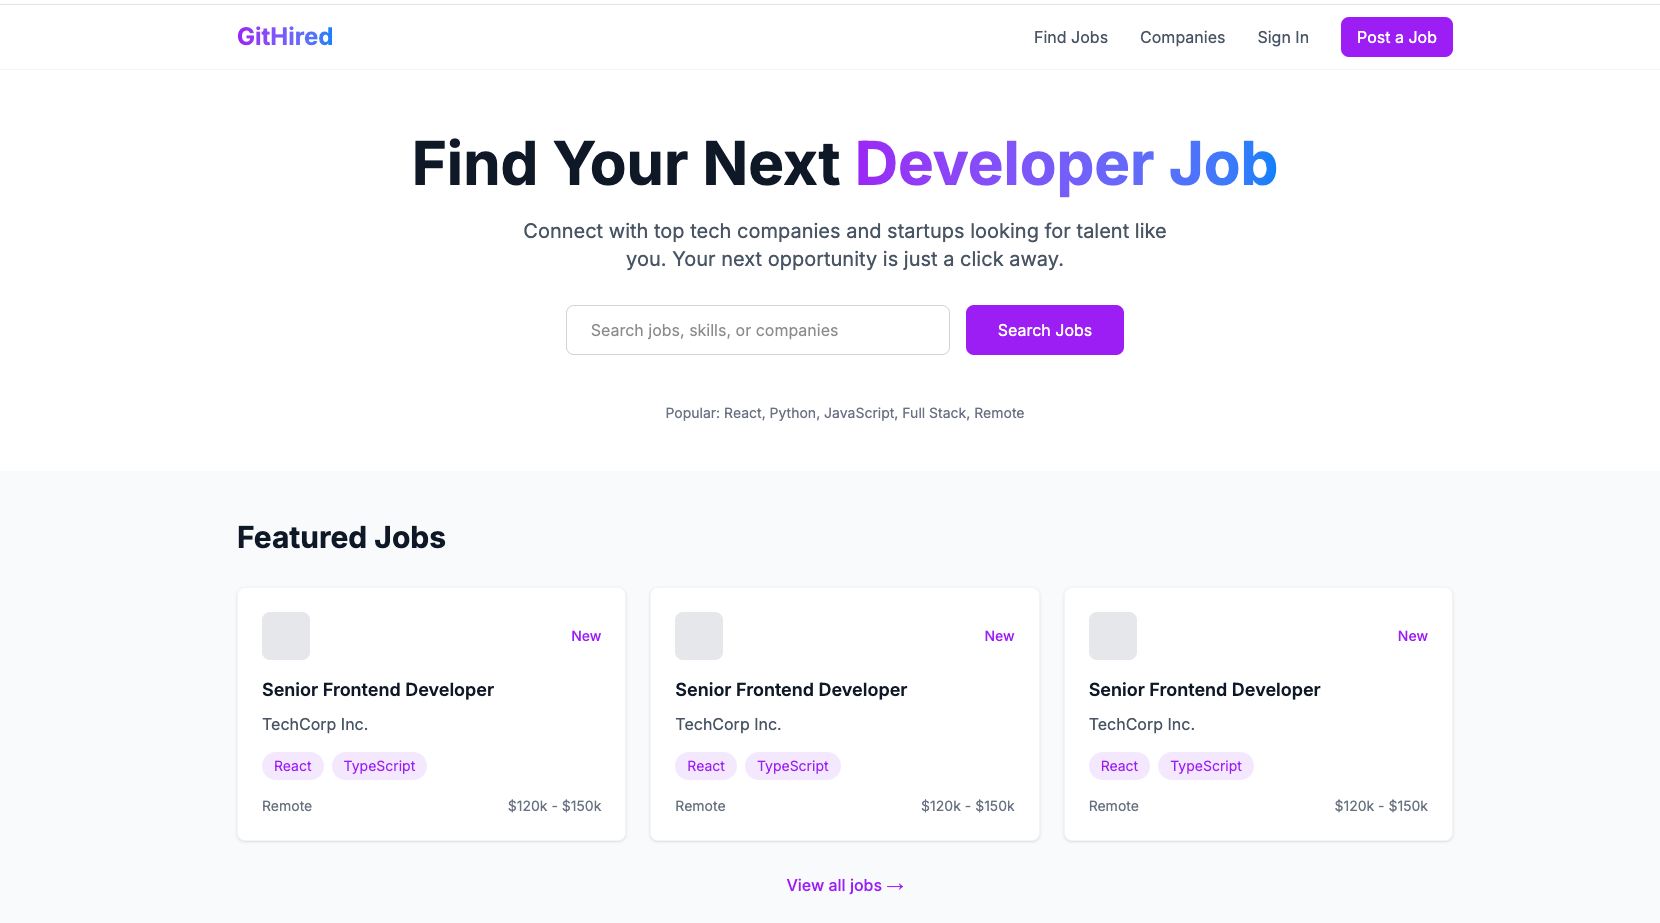 GitHired
Find Jobs
Companies
Sign In
Post a Job
Find Your Next Developer Job
Connect with top tech companies and startups looking for talent like
you. Your next opportunity is just a click away.
Search jobs, skills, or companies
Search Jobs
Popular: React, Python, JavaScript, Full Stack, Remote
Featured Jobs
New
Senior Frontend Developer
TechCorp Inc.
React
TypeScript
Remote
$120k - $150k
New
Senior Frontend Developer
TechCorp Inc.
React
TypeScript
Remote
$120k - $150k
New
Senior Frontend Developer
TechCorp Inc.
React
TypeScript
Remote
$120k - $150k
View all jobs →